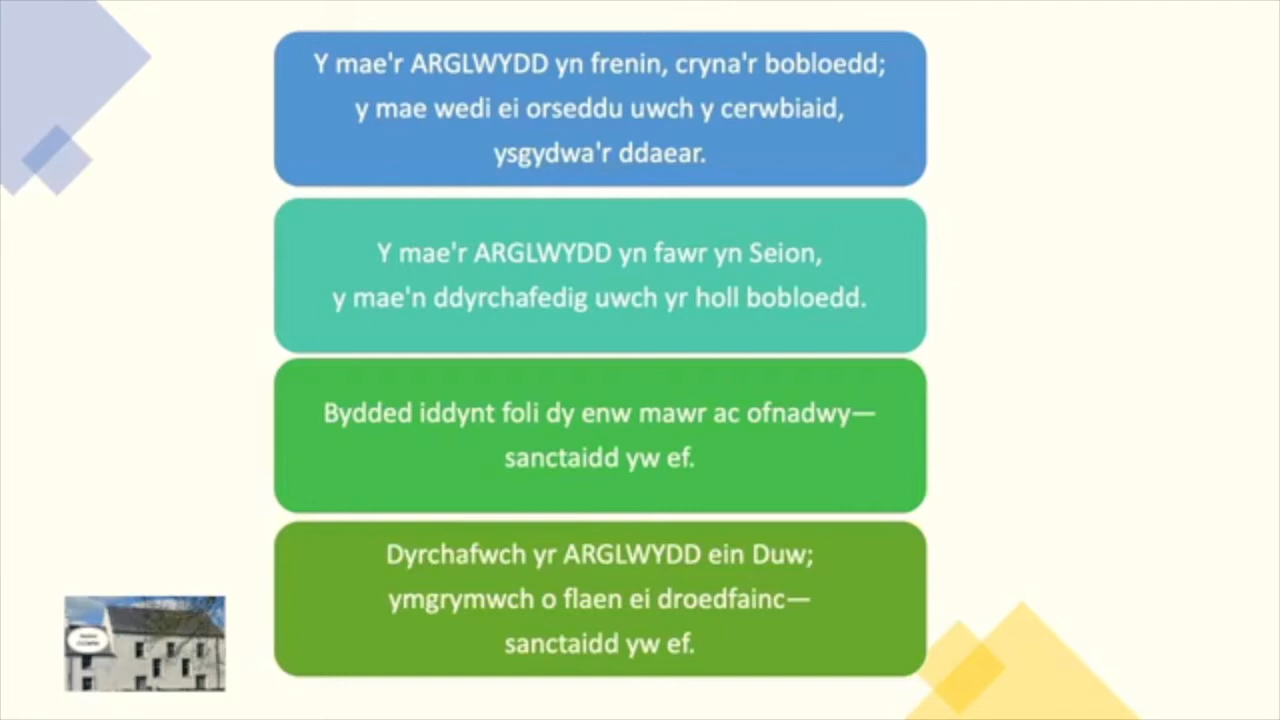 Y mae'r ARGLWYDD yn frenin, cryna'r bobloedd;
y mae wedi ei orseddu uwch y cerwbiaid,
ysgydwa'r ddaear.
Y mae'r ARGLWYDD yn fawr yn Seion,
y mae'n ddyrchafedig uwch yr holl bobloedd.
Bydded iddynt foli dy enw mawr ac ofnadwy—
sanctaidd yw ef.
Dyrchafwch yr ARGLWYDD ein Duw;
ymgrymwch o flaen ei droedfainc—
sanctaidd yw ef.